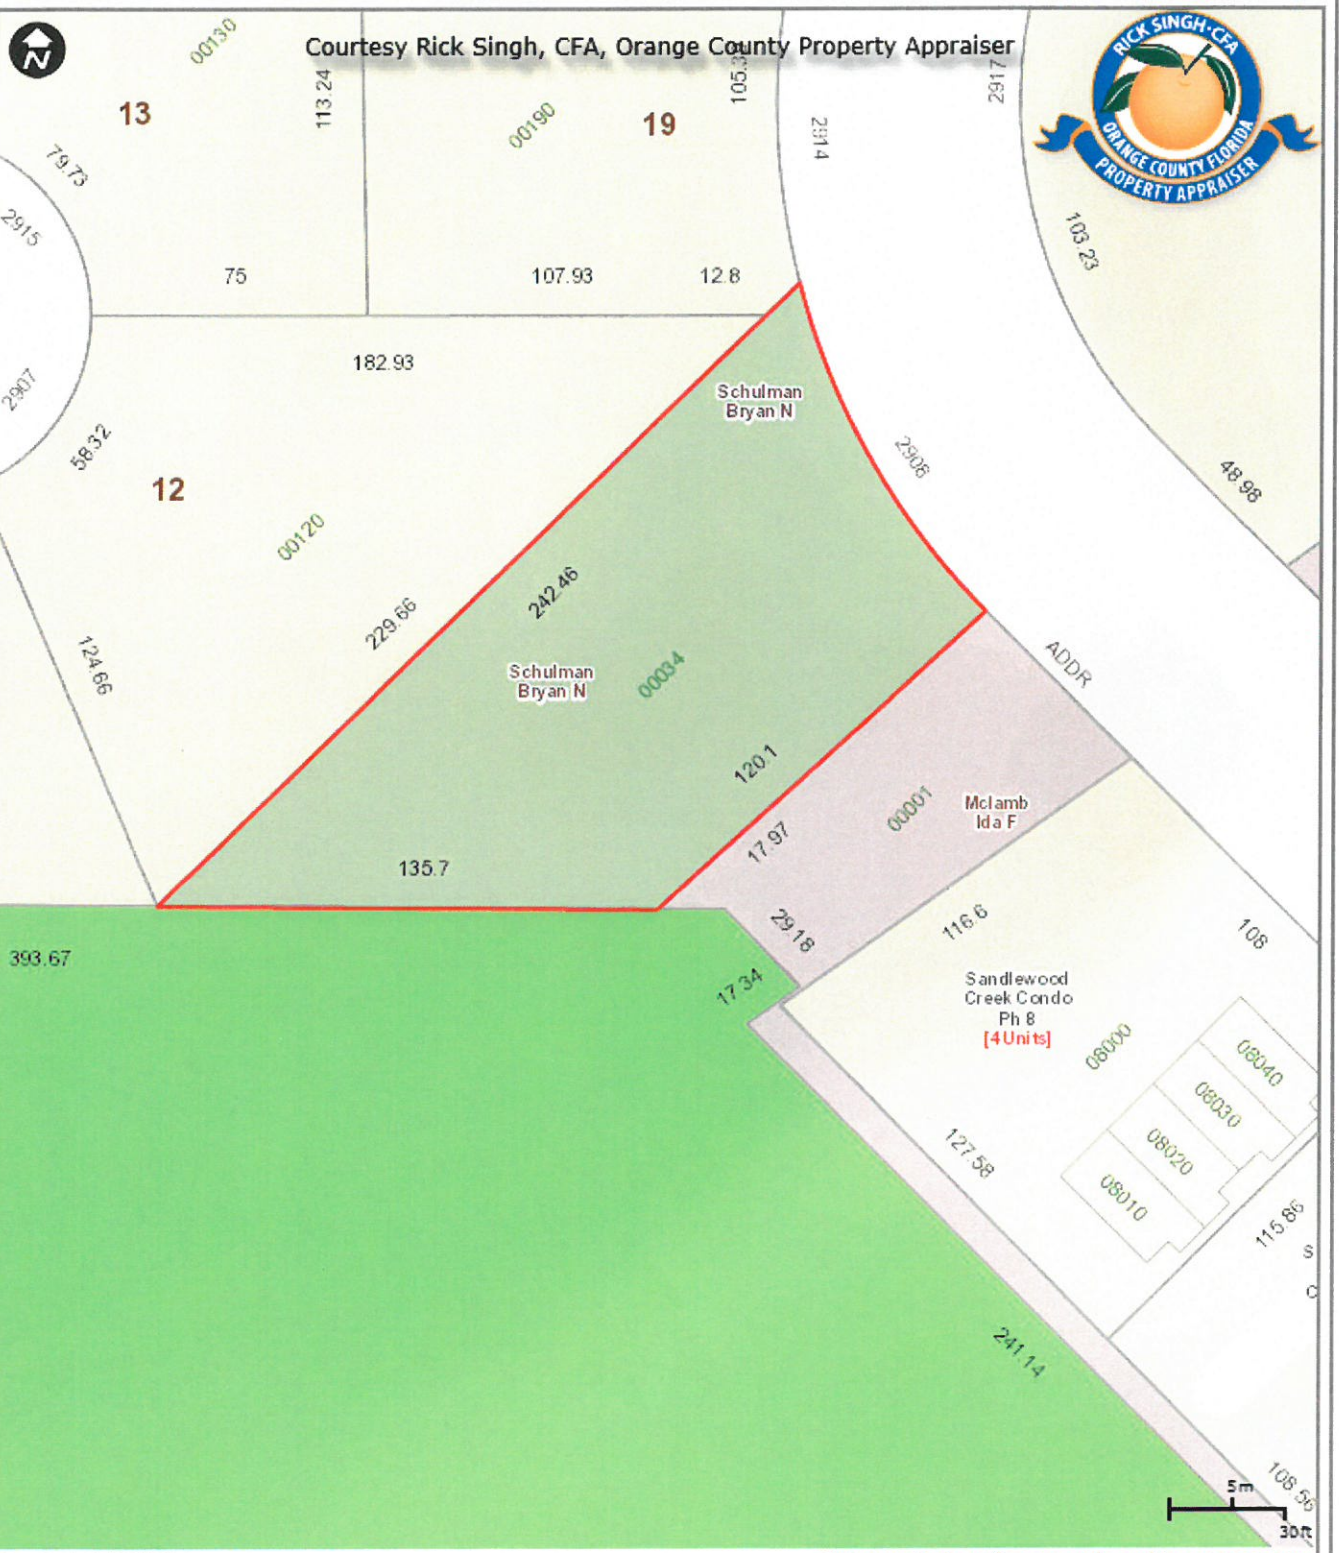 N
Courtesy Rick Singh, CFA, Orange County Property Appraiser
RICK SINGH·CFA
ORANGE COUNTY FLORIDA
PROPERTY APPRAISER
00130
13
113.24
00190
19
2914
2917
79.73
2915
75
107.93
12.8
103.23
182.93
2907
58.32
12
00120
Schulman
Bryan N
2906
48.98
242.46
229.66
124.66
Schulman
Bryan N
00034
ADDR
120.1
135.7
17.97
00001
Mclamb
Ida F
393.67
29.18
17.34
116.6
108
Sandlewood
Creek Condo
Ph 8
[4 Units]
08000
08040
08030
08020
08010
127.58
115.86
S
C
241.14
108.56
5m
30ft